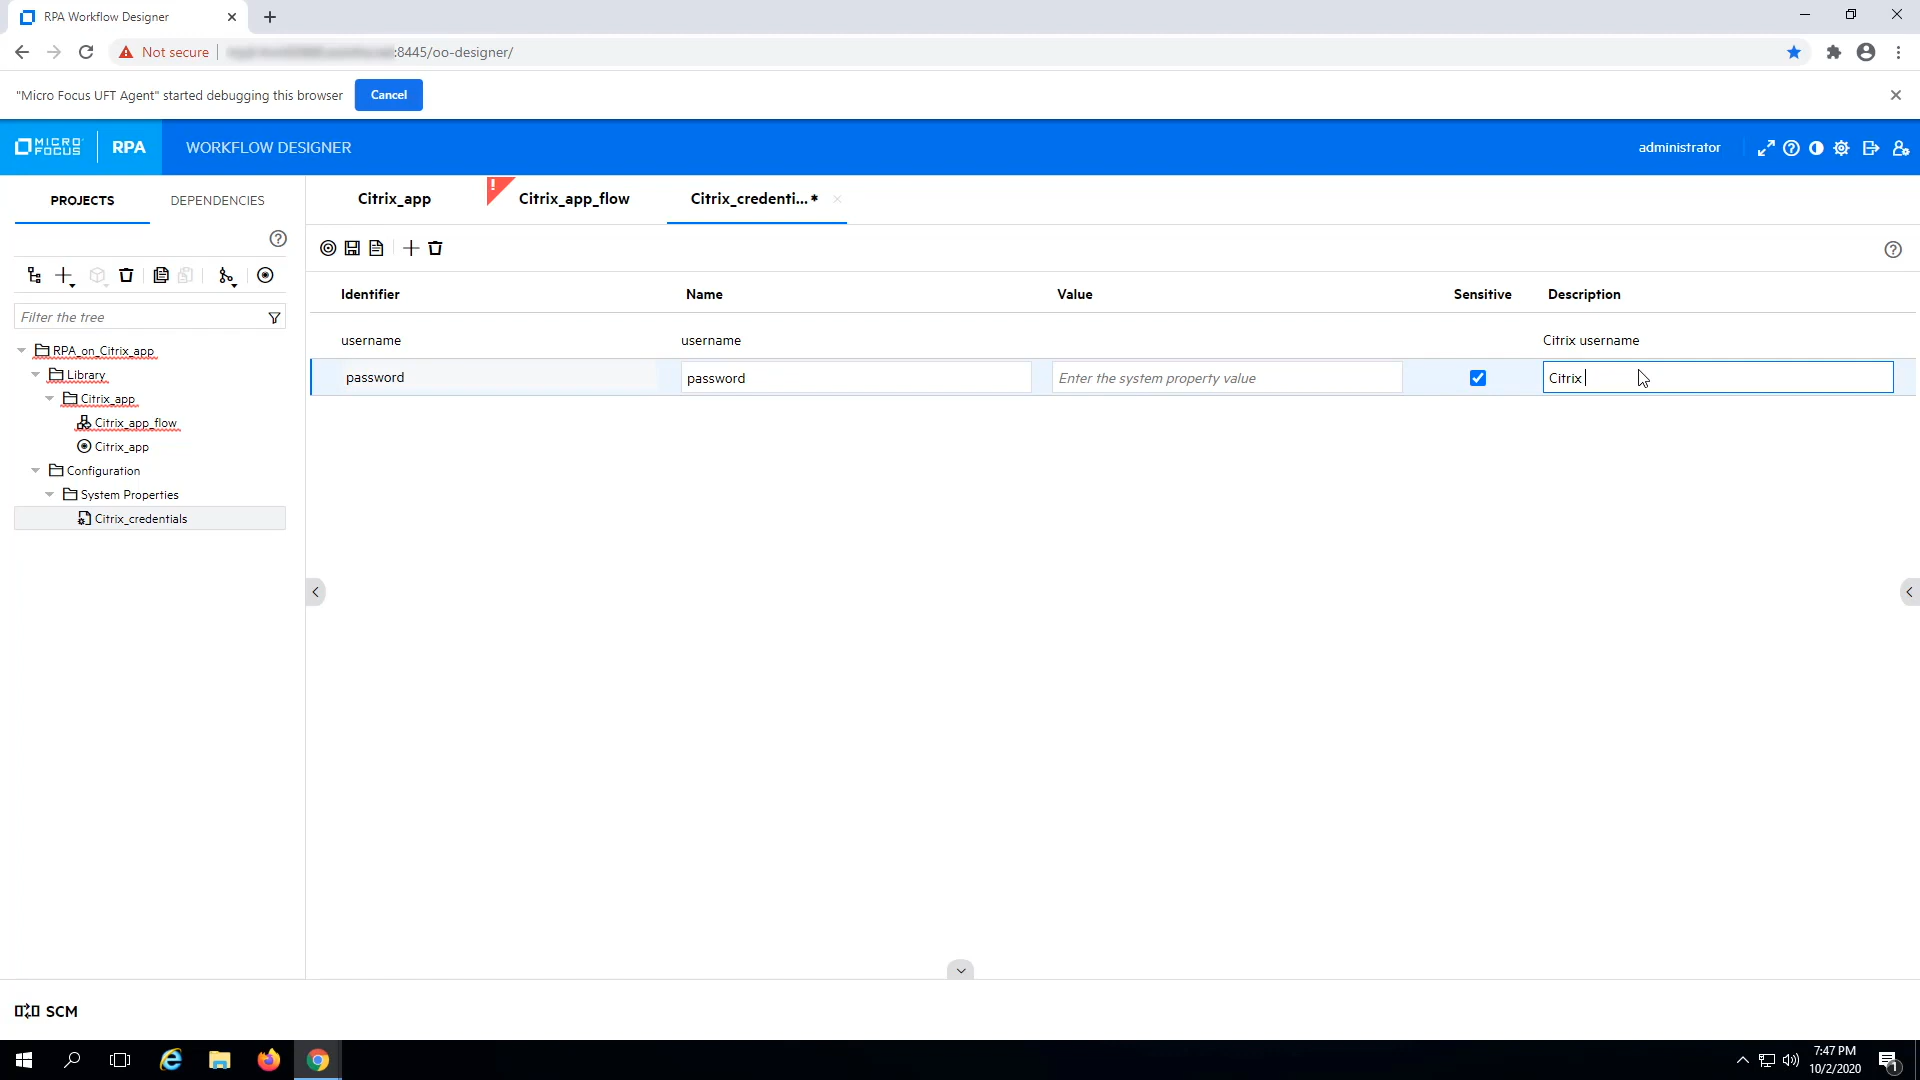 RPA Workflow Designer
Not secure :8445/oo-designer/
"Micro Focus UFT Agent" started debugging this browser Cancel
MICRO FOCUS RPA WORKFLOW DESIGNER administrator
PROJECTS DEPENDENCIES
Citrix_app ! Citrix_app_flow Citrix_credenti...*
Filter the tree
RPA_on_Citrix_app
Library
Citrix_app
Citrix_app_flow
Citrix_app
Configuration
System Properties
Citrix_credentials
Identifier Name Value Sensitive Description
username username Citrix username
password password Enter the system property value Citrix
SCM
7:47 PM
10/2/2020
1